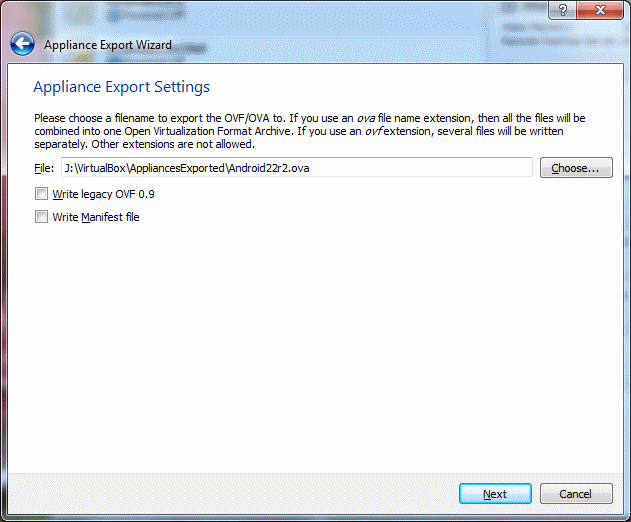 Appliance Export Wizard
Appliance Export Settings
Please choose a filename to export the OVF/OVA to. If you use an ova file name extension, then all the files will be
combined into one Open Virtualization Format Archive. If you use an ovf extension, several files will be written
separately. Other extensions are not allowed.
File: J:\VirtualBox\AppliancesExported\Android22r2.ova Choose...
Write legacy OVF 0.9
Write Manifest file
Next Cancel